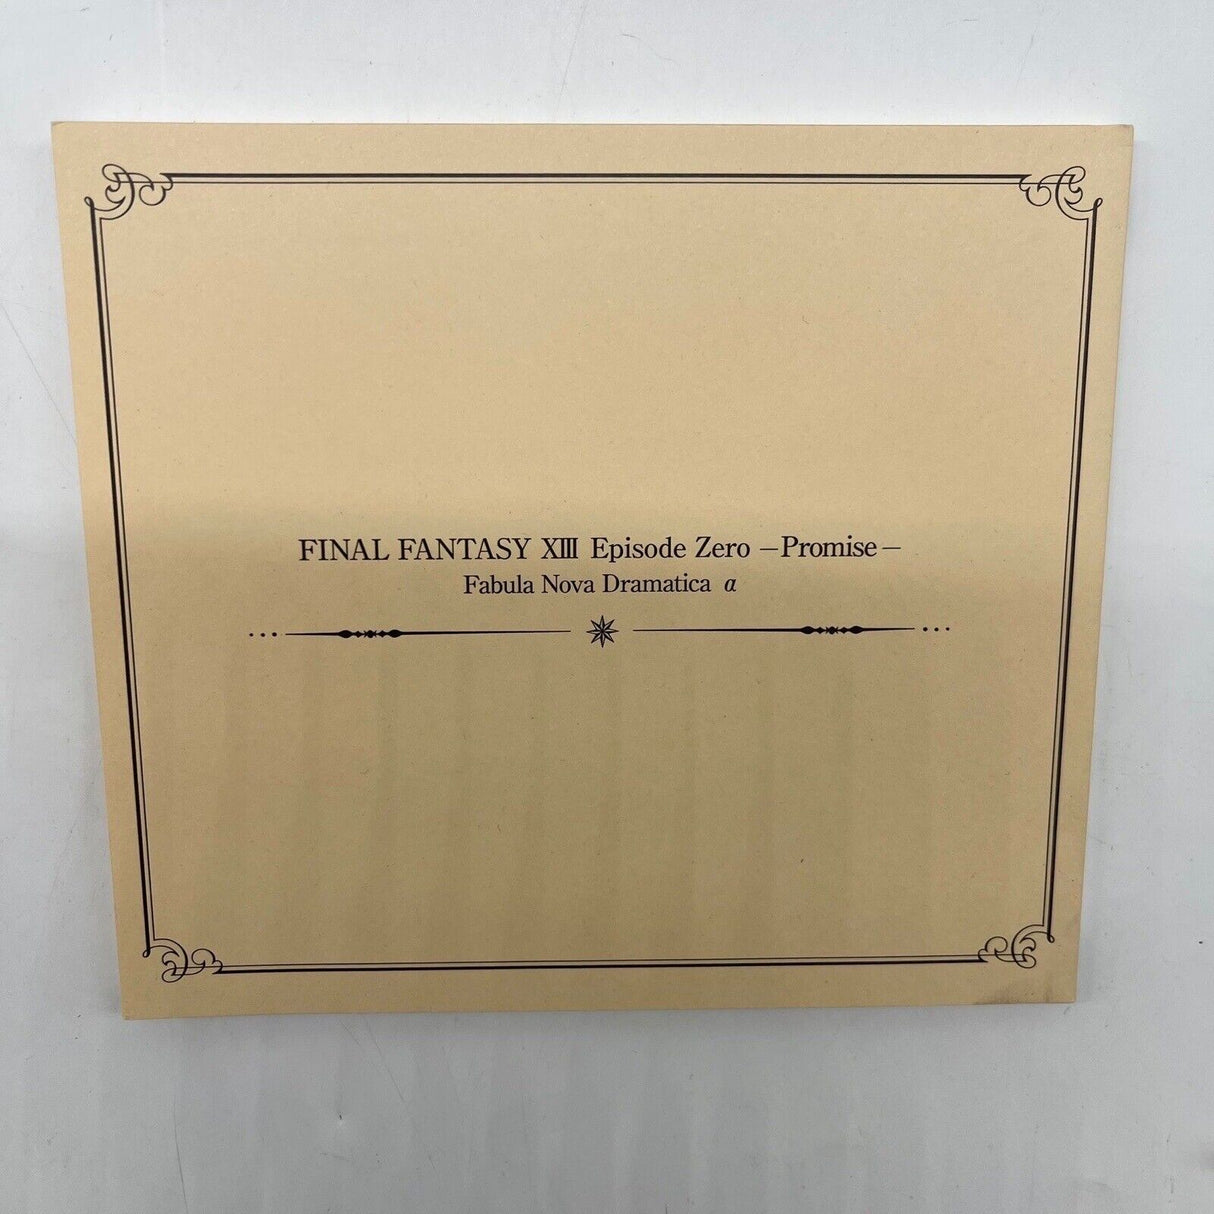 FINAL FANTASY XIII Episode Zero －Promise－
Fabula Nova Dramatica α